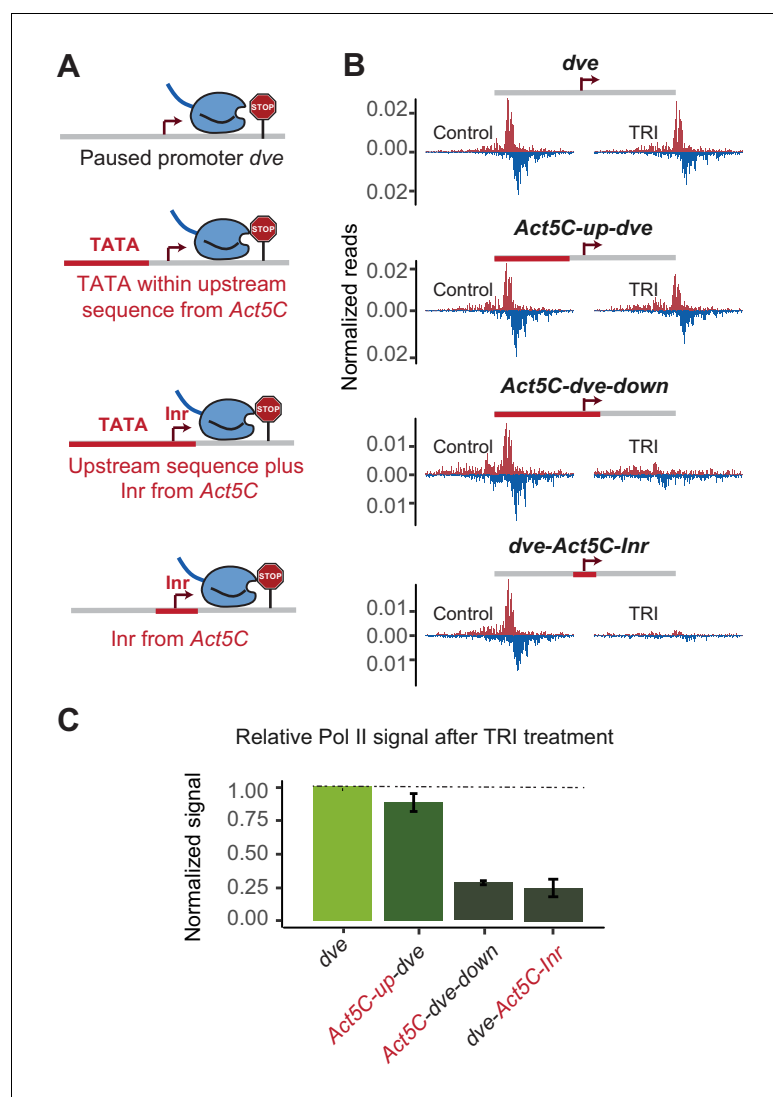 A
STOP
Paused promoter dve
TATA
STOP
TATA within upstream
sequence from Act5C
TATA
Inr
STOP
Upstream sequence plus
Inr from Act5C
Inr
STOP
Inr from Act5C
B
Normalized reads
dve
0.02
0.00
0.02
Control
TRI
Act5C-up-dve
0.02
0.00
0.02
Control
TRI
Act5C-dve-down
0.01
0.00
0.01
Control
TRI
dve-Act5C-Inr
0.01
0.00
0.01
Control
TRI
C
Relative Pol II signal after TRI treatment
Normalized signal
1.00
0.75
0.50
0.25
0.00
dve
Act5C-up-dve
Act5C-dve-down
dve-Act5C-Inr